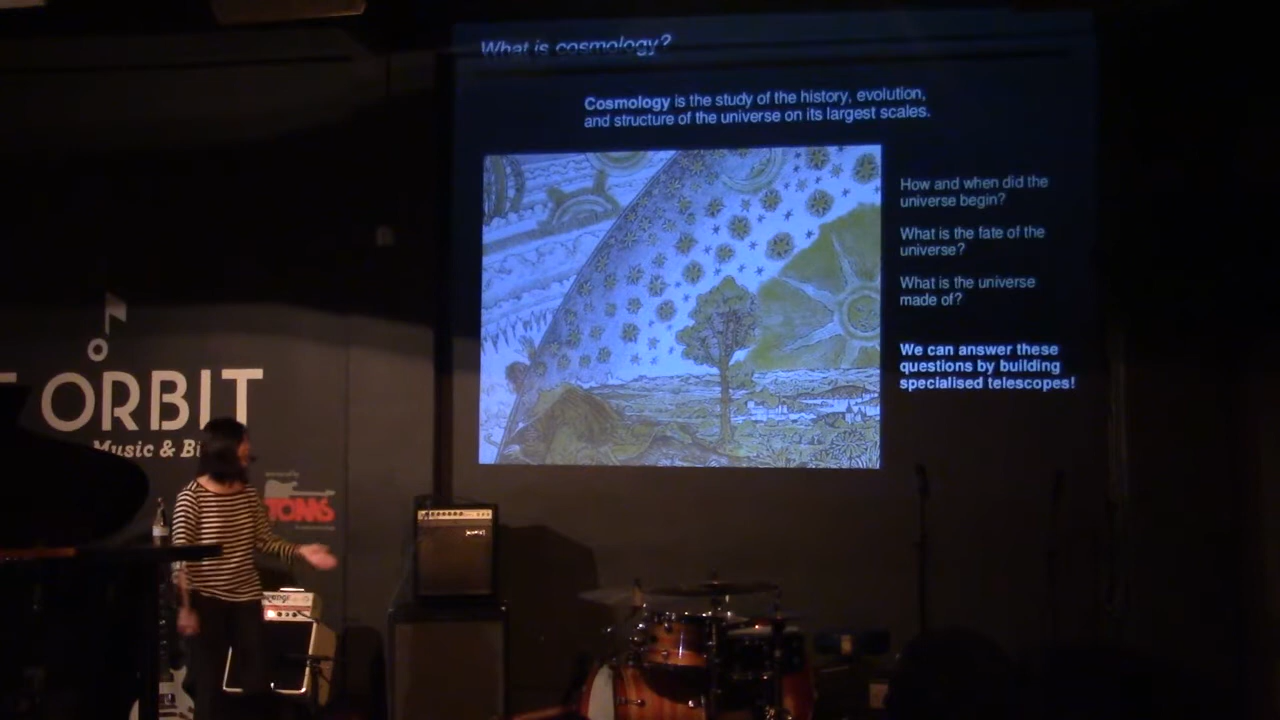 What is cosmology?
Cosmology is the study of the history, evolution,
and structure of the universe on its largest scales.
How and when did the
universe begin?
What is the fate of the
universe?
What is the universe
made of?
We can answer these
questions by building
specialised telescopes!
ORBIT
Music & Bi
TOMS